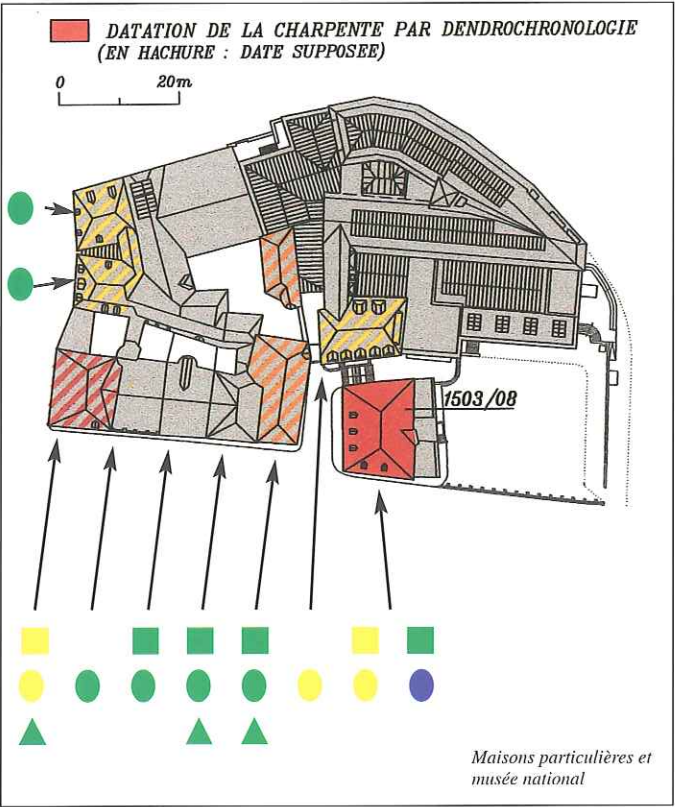 DATATION DE LA CHARPENTE PAR DENDROCHRONOLOGIE
(EN HACHURE : DATE SUPPOSEE)
0 20m
1503/08
Maisons particulières et
musée national